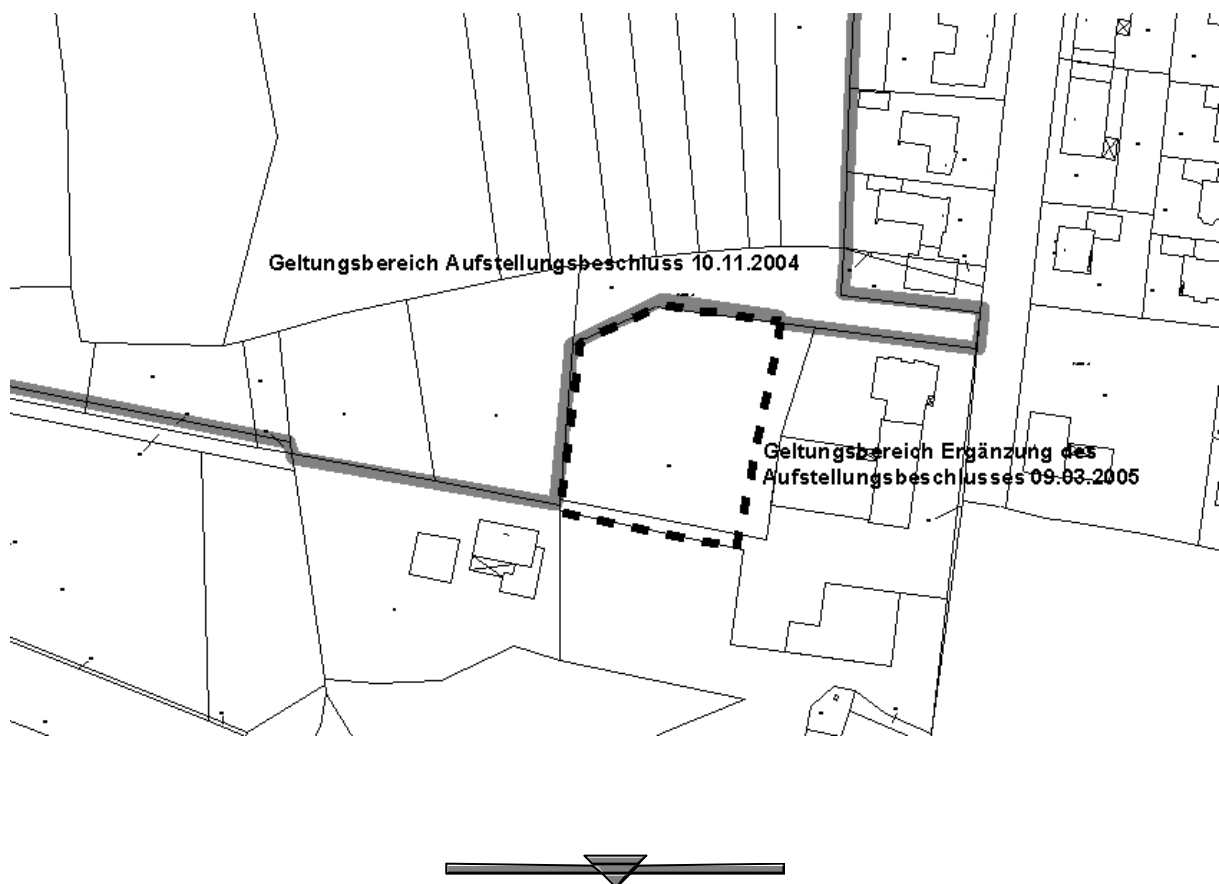 Geltungsbereich Aufstellungsbeschluss 10.11.2004
Geltungsbereich Ergänzung des
Aufstellungsbeschlusses 09.03.2005